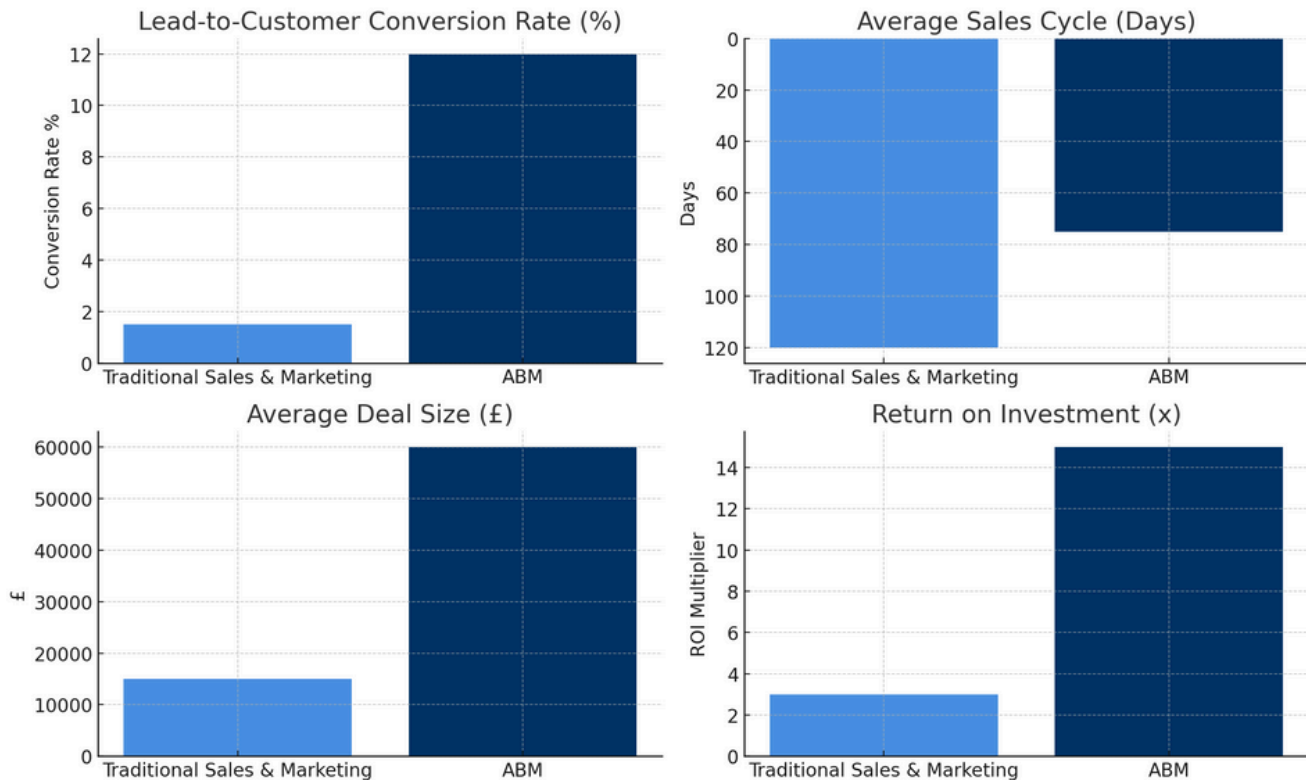 Lead-to-Customer Conversion Rate (%)
12
10
8
6
4
2
0
Conversion Rate %
Traditional Sales & Marketing
ABM
Average Sales Cycle (Days)
0
20
40
60
80
100
120
Days
Traditional Sales & Marketing
ABM
Average Deal Size (£)
60000
50000
40000
30000
20000
10000
0
£
Traditional Sales & Marketing
ABM
Return on Investment (x)
14
12
10
8
6
4
2
0
ROI Multiplier
Traditional Sales & Marketing
ABM